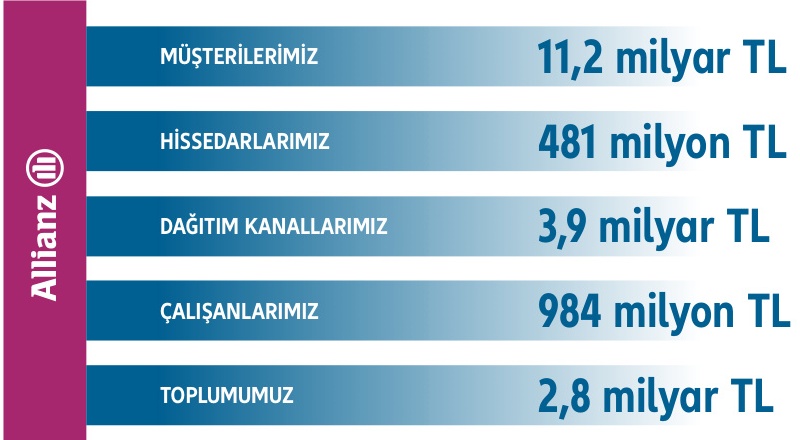 Allianz
MÜŞTERİLERİMİZ 11,2 milyar TL
HİSSEDARLARIMIZ 481 milyon TL
DAĞITIM KANALLARIMIZ 3,9 milyar TL
ÇALIŞANLARIMIZ 984 milyon TL
TOPLUMUMUZ 2,8 milyar TL